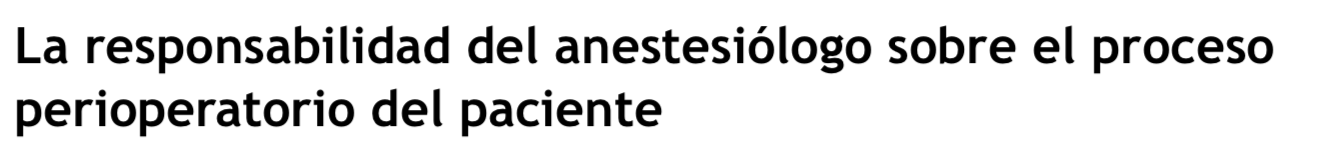 La responsabilidad del anestesiólogo sobre el proceso
perioperatorio del paciente